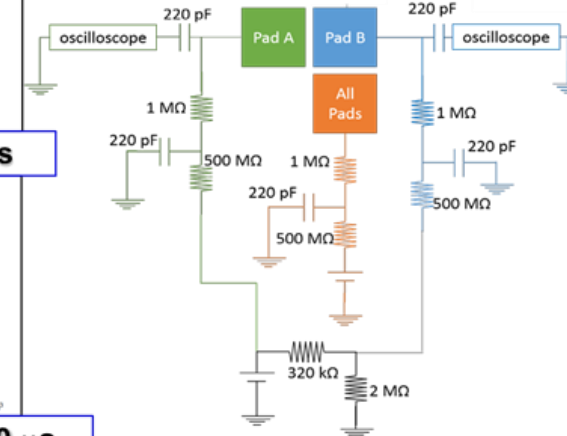 220 pF
220 pF
oscilloscope
Pad A
Pad B
oscilloscope
All
Pads
1 MΩ
1 MΩ
220 pF
500 MΩ
1 MΩ
220 pF
220 pF
500 MΩ
500 MΩ
320 kΩ
2 MΩ
s